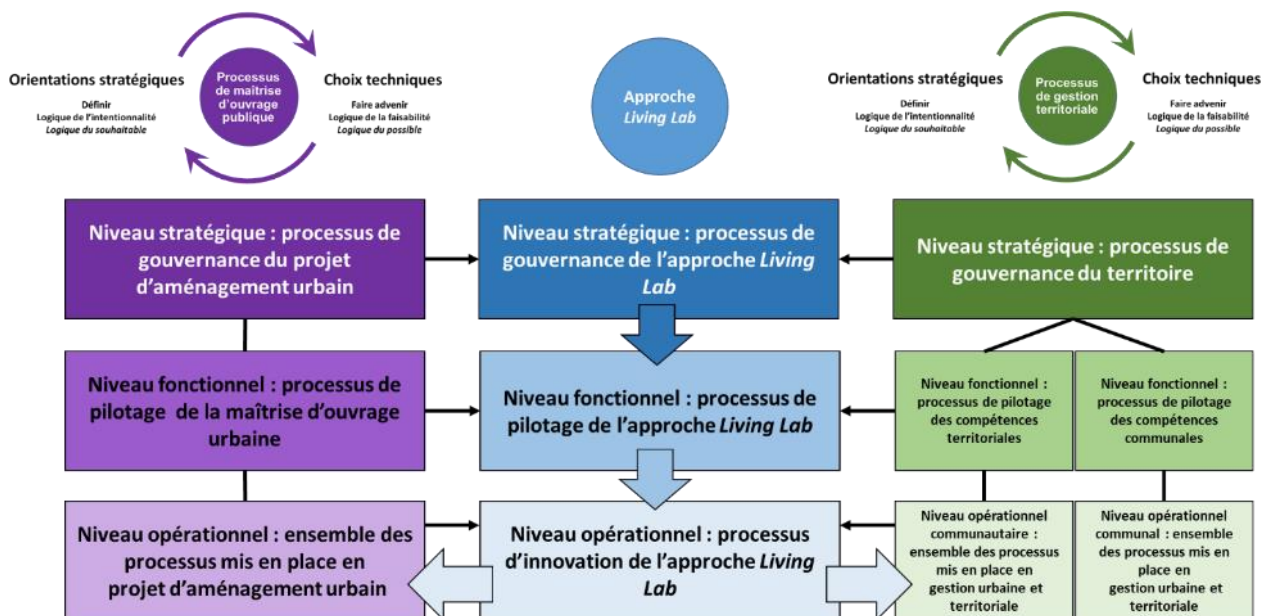 Orientations stratégiques
Définir
Logique de l'intentionnalité
Logique du souhaitable
Processus
de maîtrise
d'ouvrage
publique
Choix techniques
Faire advenir
Logique de la faisabilité
Logique du possible
Approche
Living Lab
Orientations stratégiques
Définir
Logique de l'intentionnalité
Logique du souhaitable
Processus
de gestion
territoriale
Choix techniques
Faire advenir
Logique de la faisabilité
Logique du possible
Niveau stratégique : processus de
gouvernance du projet
d'aménagement urbain
Niveau stratégique : processus de
gouvernance de l'approche Living
Lab
Niveau stratégique : processus de
gouvernance du territoire
Niveau fonctionnel : processus de
pilotage de la maîtrise d'ouvrage
urbaine
Niveau fonctionnel : processus de
pilotage de l'approche Living Lab
Niveau fonctionnel :
processus de pilotage
des compétences
territoriales
Niveau fonctionnel :
processus de pilotage
des compétences
communales
Niveau opérationnel : ensemble des
processus mis en place en
projet d'aménagement urbain
Niveau opérationnel : processus
d'innovation de l'approche Living
Lab
Niveau opérationnel
communautaire :
ensemble des processus
mis en place en
gestion urbaine et
territoriale
Niveau opérationnel
communal : ensemble
des processus mis en
place en
gestion urbaine et
territoriale